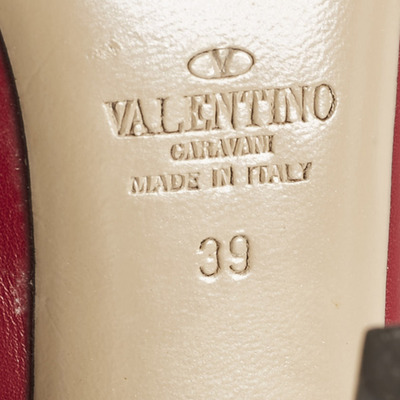 V
VALENTINO
GARAVANI
MADE IN ITALY
39